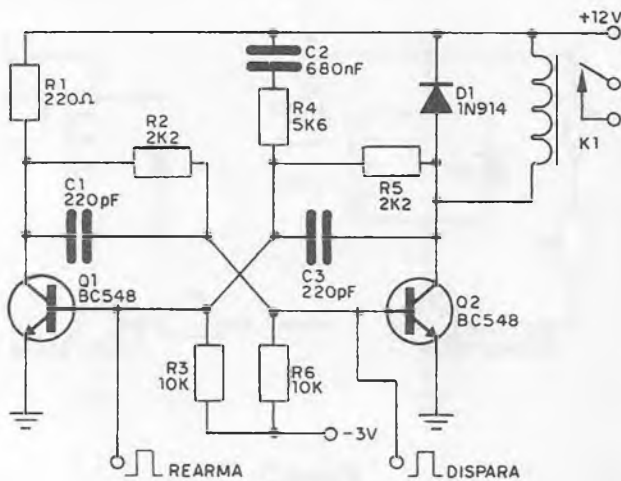 +12V
C2
680nF
R1
220Ω
D1
1N914
R4
5K6
R2
2K2
K1
R5
2K2
C1
220pF
C3
220pF
Q1
BC548
Q2
BC548
R3
10K
R6
10K
-3V
REARMA
DISPARA